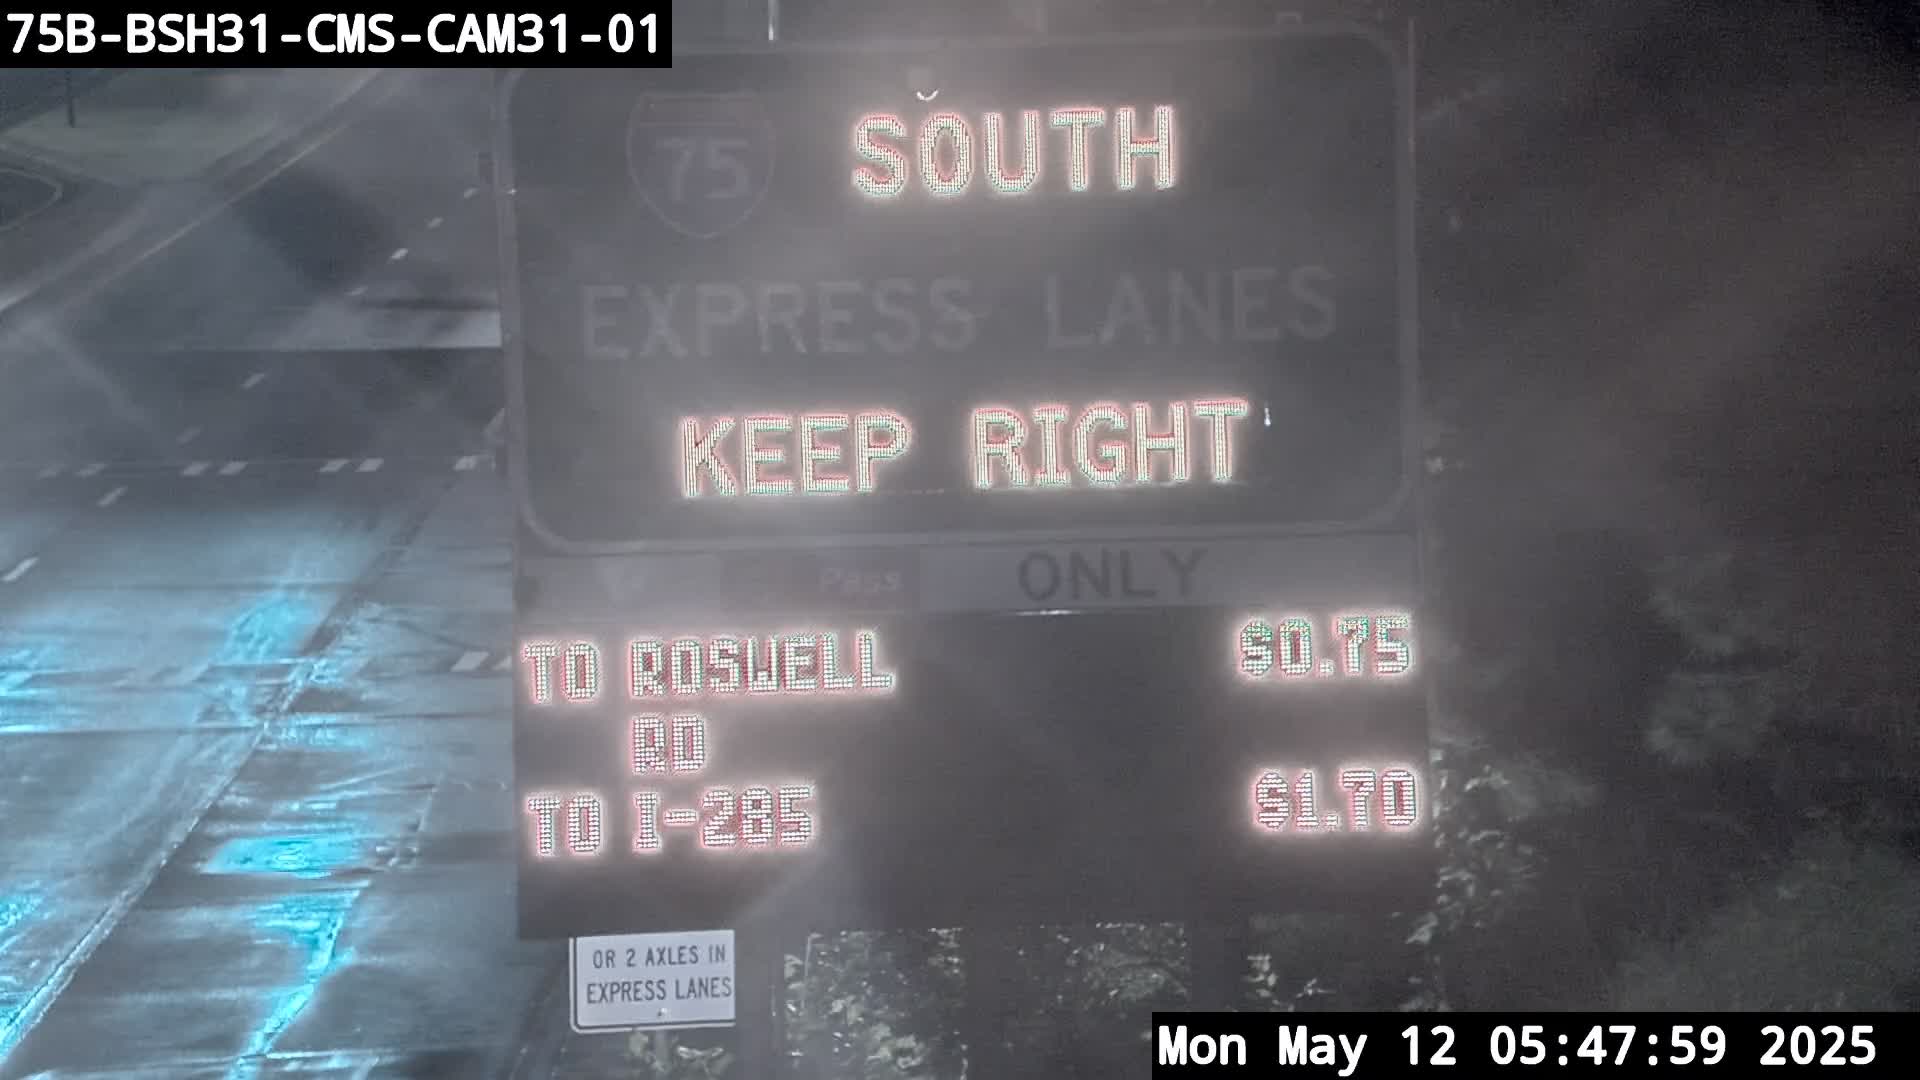 75B-BSH31-CMS-CAM31-01
75 SOUTH
EXPRESS LANES
KEEP RIGHT
Pass ONLY
TO ROSWELL $0.75
RD
TO I-285 $1.70
OR 2 AXLES IN
EXPRESS LANES
Mon May 12 05:47:59 2025